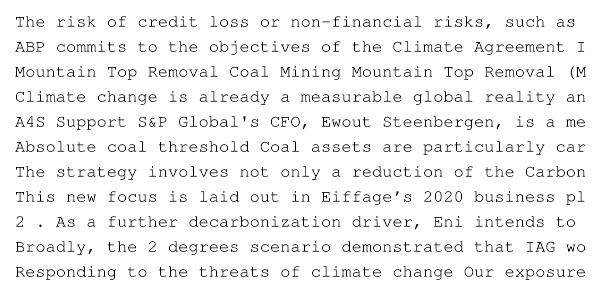 The risk of credit loss or non-financial risks, such as
ABP commits to the objectives of the Climate Agreement I
Mountain Top Removal Coal Mining Mountain Top Removal (M
Climate change is already a measurable global reality an
A4S Support S&P Global's CFO, Ewout Steenbergen, is a me
Absolute coal threshold Coal assets are particularly car
The strategy involves not only a reduction of the Carbon
This new focus is laid out in Eiffage’s 2020 business pl
2 . As a further decarbonization driver, Eni intends to
Broadly, the 2 degrees scenario demonstrated that IAG wo
Responding to the threats of climate change Our exposure